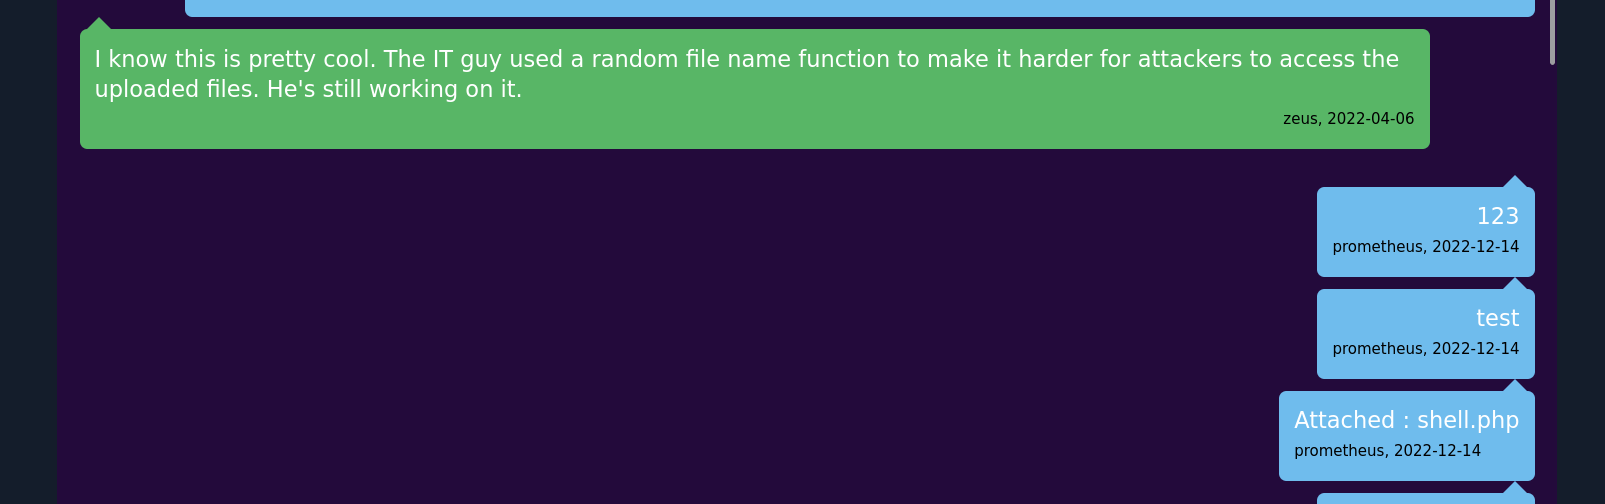 I know this is pretty cool. The IT guy used a random file name function to make it harder for attackers to access the
uploaded files. He's still working on it.
zeus, 2022-04-06
123
prometheus, 2022-12-14
test
prometheus, 2022-12-14
Attached : shell.php
prometheus, 2022-12-14